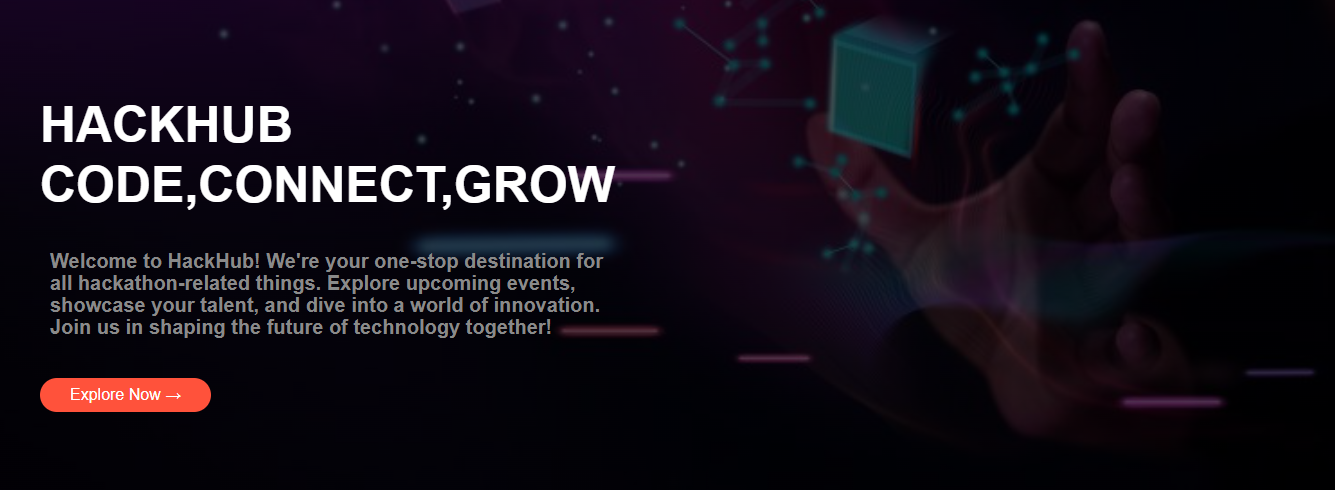 HACKHUB
CODE,CONNECT,GROW
Welcome to HackHub! We're your one-stop destination for
all hackathon-related things. Explore upcoming events,
showcase your talent, and dive into a world of innovation.
Join us in shaping the future of technology together!
Explore Now →